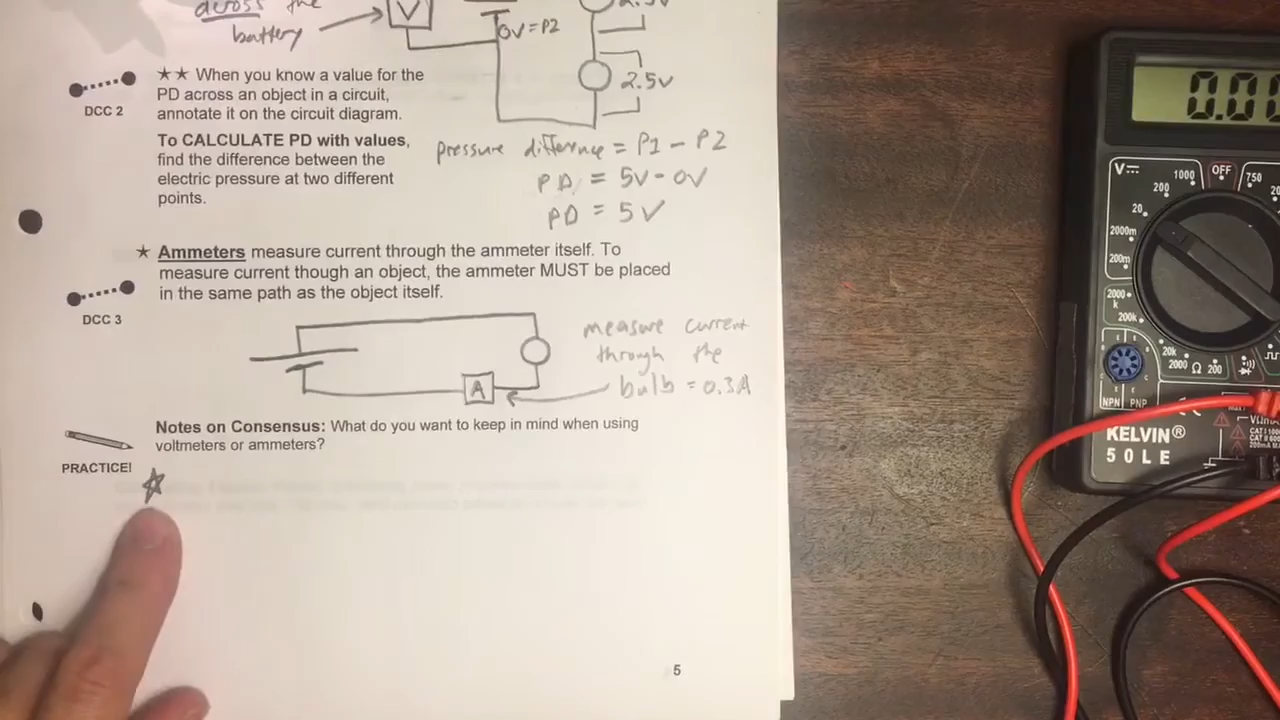 across the
battery
V
0V=P2
2.5V
2.5V
★★ When you know a value for the
PD across an object in a circuit,
annotate it on the circuit diagram.
DCC 2
To CALCULATE PD with values,
find the difference between the
electric pressure at two different
points.
pressure difference = P1 - P2
PD = 5V - 0V
PD = 5V
★ Ammeters measure current through the ammeter itself. To
measure current though an object, the ammeter MUST be placed
in the same path as the object itself.
DCC 3
measure current
through the
bulb = 0.3A
A
Notes on Consensus: What do you want to keep in mind when using
voltmeters or ammeters?
PRACTICE!
5
0.00
V
OFF
1000
750
200
20
20
2000m
200m
2000
k
200k
20k
2000
Ω
200
NPN
PNP
KELVIN®
50LE